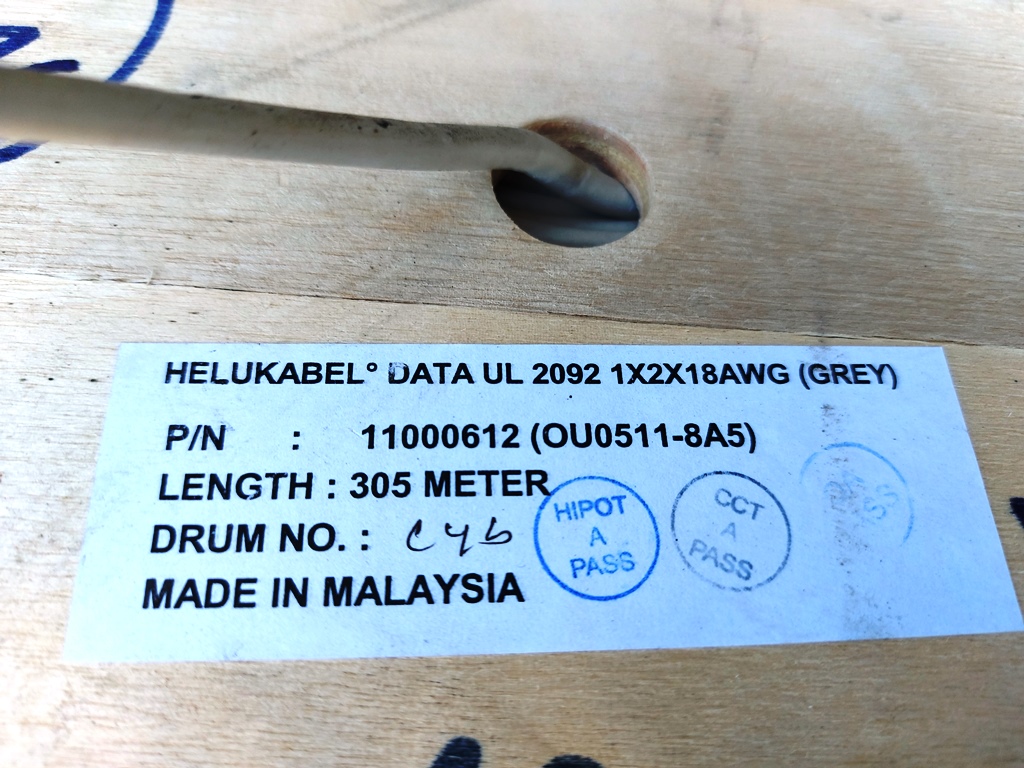 HELUKABEL° DATA UL 2092 1X2X18AWG (GREY)
P/N : 11000612 (OU0511-8A5)
LENGTH : 305 METER
DRUM NO. : C46
MADE IN MALAYSIA
HIPOT
A
PASS
CCT
A
PASS